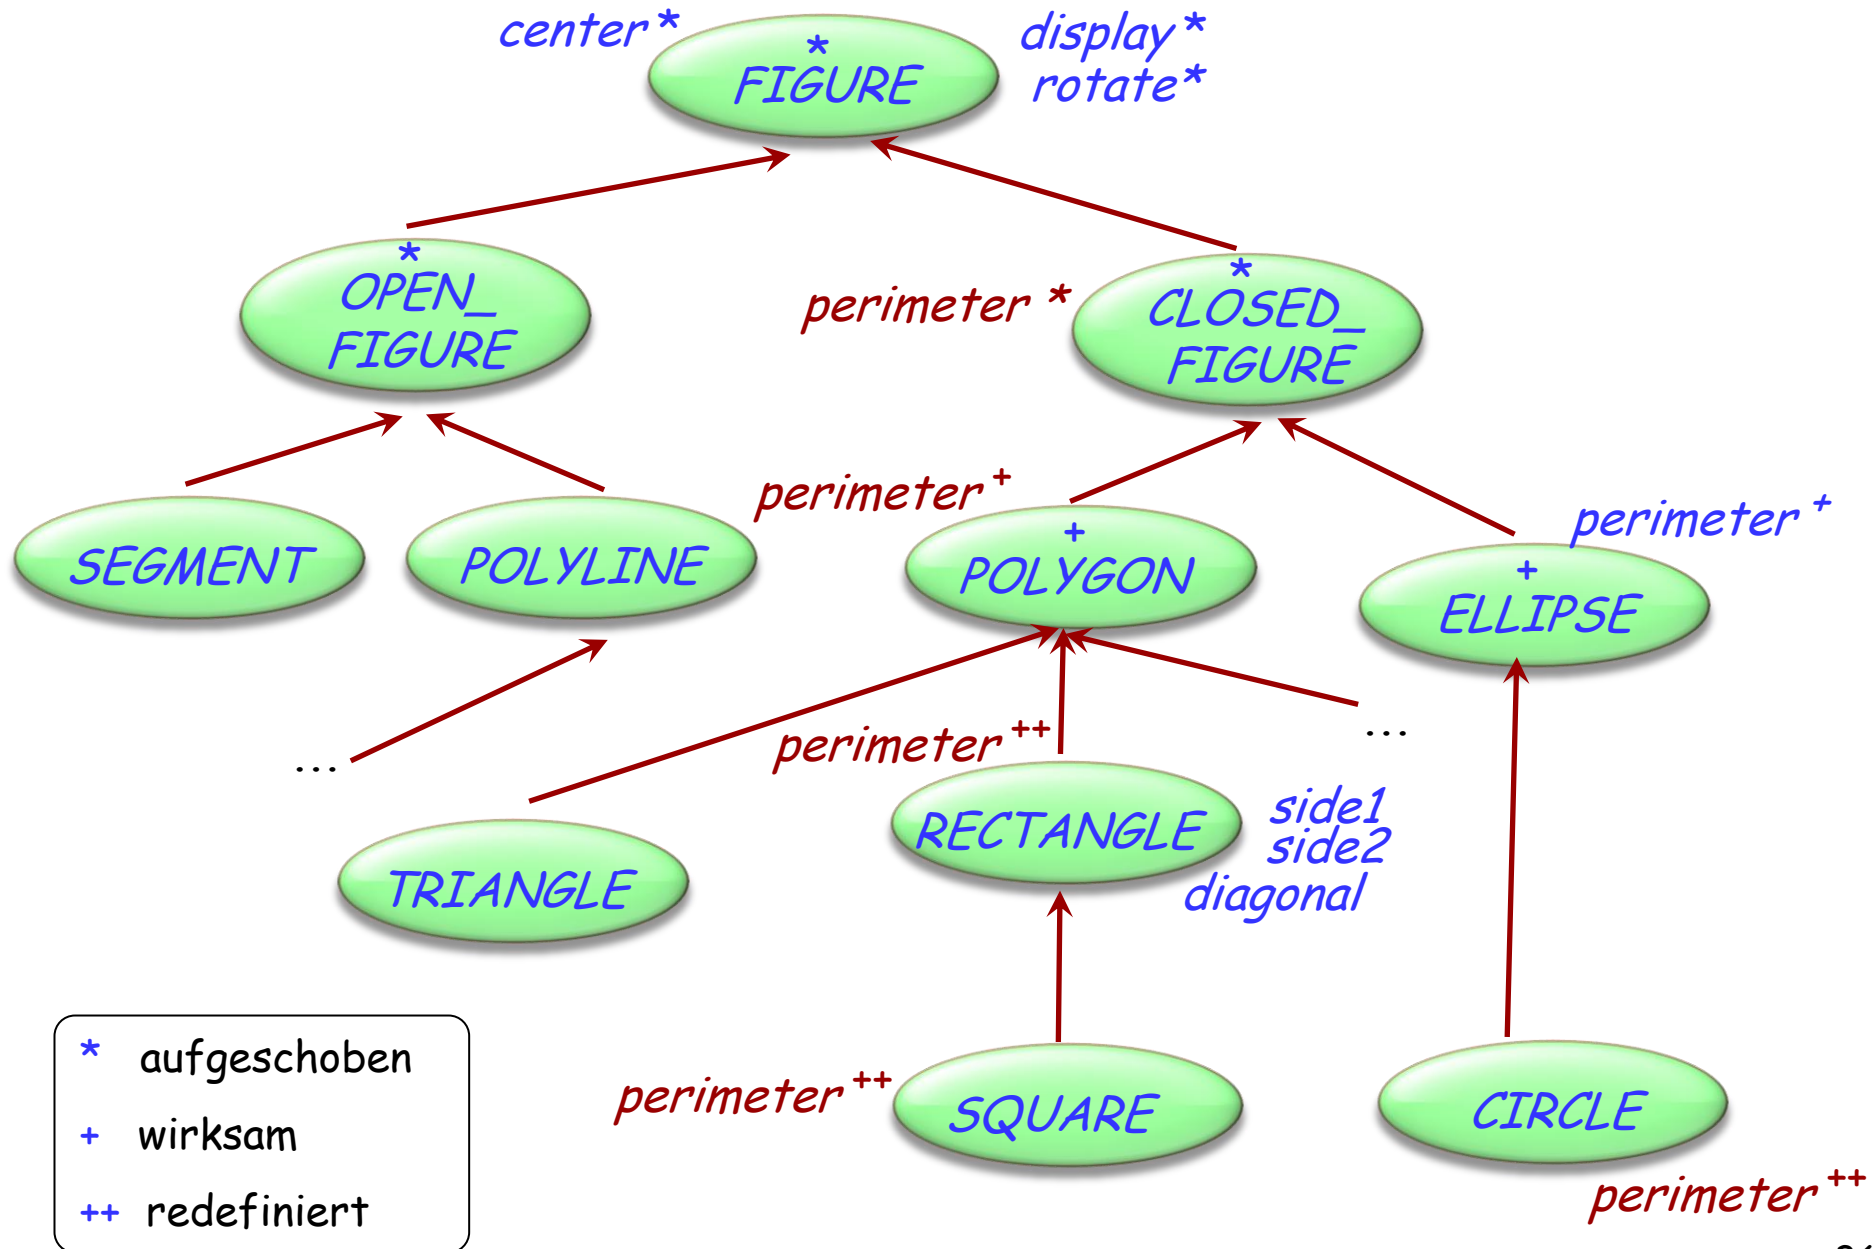 center *
*
FIGURE
display *
rotate *
*
OPEN_
FIGURE
perimeter *
*
CLOSED_
FIGURE
SEGMENT
POLYLINE
perimeter +
+
POLYGON
perimeter +
+
ELLIPSE
...
perimeter ++
...
TRIANGLE
RECTANGLE
side1
side2
diagonal
* aufgeschoben
+ wirksam
++ redefiniert
perimeter ++
SQUARE
CIRCLE
perimeter ++